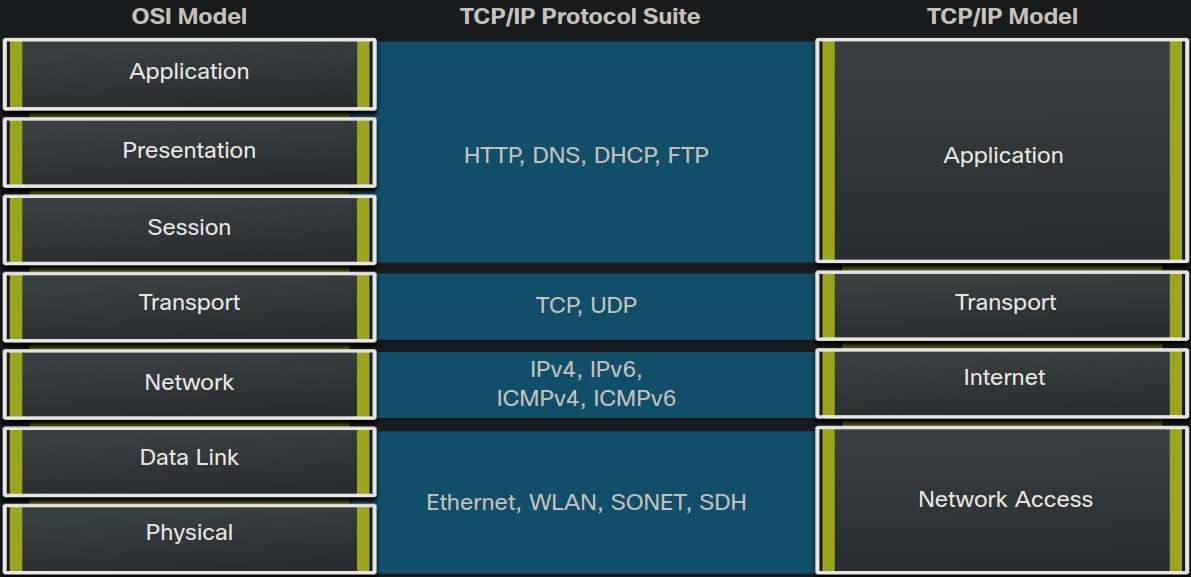 OSI Model
TCP/IP Protocol Suite
TCP/IP Model
Application
Presentation
Session
Transport
Network
Data Link
Physical
HTTP, DNS, DHCP, FTP
TCP, UDP
IPv4, IPv6,
ICMPv4, ICMPv6
Ethernet, WLAN, SONET, SDH
Application
Transport
Internet
Network Access